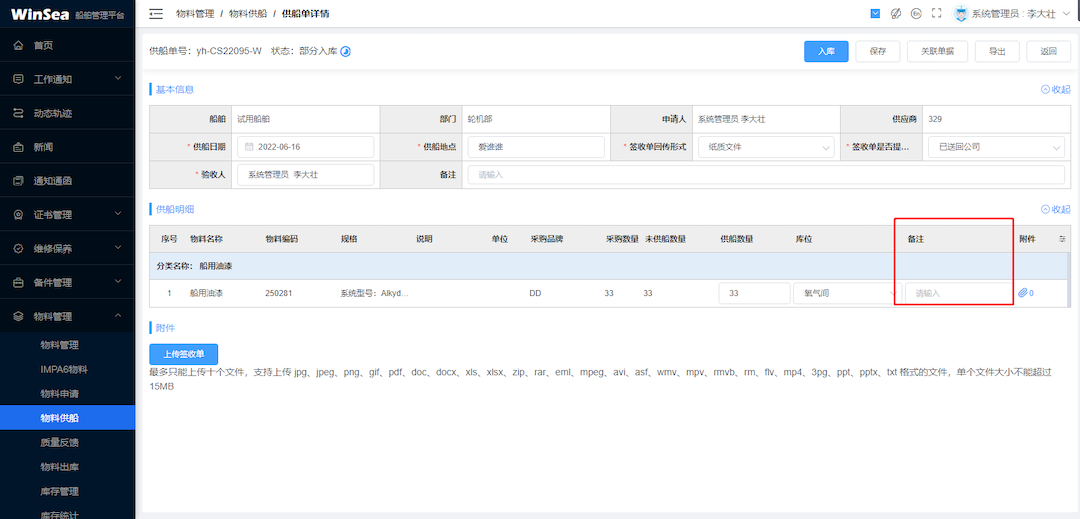 WinSea 船舶管理平台
物料管理 / 物料供船 / 供船单详情
En 系统管理员 : 李大壮
首页
工作通知
动态轨迹
新闻
通知通函
证书管理
维修保养
备件管理
物料管理
物料管理
IMPA6物料
物料申请
物料供船
质量反馈
物料出库
库存管理
库存统计
供船单号: yh-CS22095-W 状态: 部分入库
入库 保存 关联单据 导出 返回
基本信息 收起
船舶 试用船舶 部门 轮机部 申请人 系统管理员 李大壮 供应商 329
* 供船日期 2022-06-16 * 供船地点 爱谁谁 * 签收单回传形式 纸质文件 * 签收单是否提... 已送回公司
* 验收人 系统管理员 李大壮 备注 请输入
供船明细 收起
序号 物料名称 物料编码 规格 说明 单位 采购品牌 采购数量 未供船数量 供船数量 库位 备注 附件
分类名称: 船用油漆
1 船用油漆 250281 系统型号: Alkyd... DD 33 33 33 氧气间 请输入 0
附件
上传签收单
最多只能上传十个文件，支持上传 jpg、jpeg、png、gif、pdf、doc、docx、xls、xlsx、zip、rar、eml、mpeg、avi、asf、wmv、mpv、rmvb、rm、flv、mp4、3pg、ppt、pptx、txt 格式的文件，单个文件大小不能超过
15MB